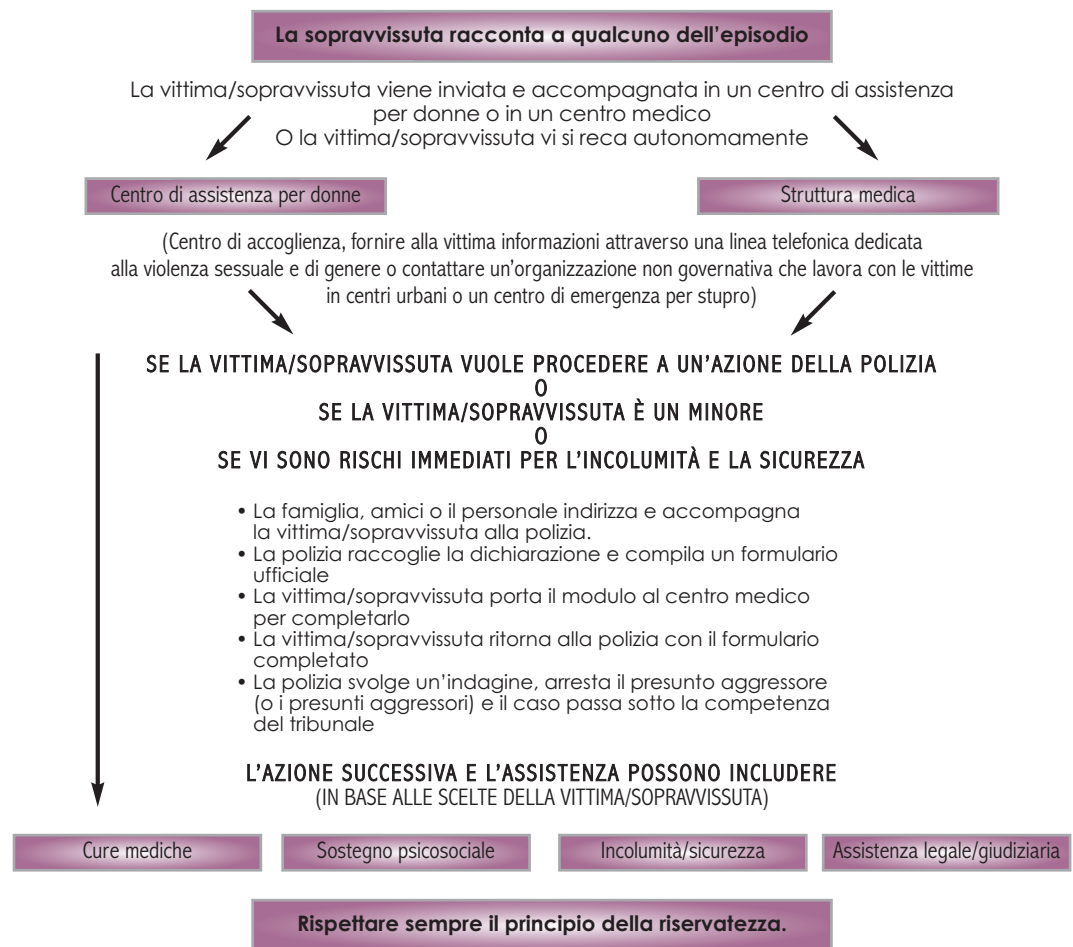 La sopravvissuta racconta a qualcuno dell'episodio
La vittima/sopravvissuta viene inviata e accompagnata in un centro di assistenza
per donne o in un centro medico
O la vittima/sopravvissuta vi si reca autonomamente
Centro di assistenza per donne
Struttura medica
(Centro di accoglienza, fornire alla vittima informazioni attraverso una linea telefonica dedicata
alla violenza sessuale e di genere o contattare un'organizzazione non governativa che lavora con le vittime
in centri urbani o un centro di emergenza per stupro)
SE LA VITTIMA/SOPRAVVISSUTA VUOLE PROCEDERE A UN'AZIONE DELLA POLIZIA
O
SE LA VITTIMA/SOPRAVVISSUTA È UN MINORE
O
SE VI SONO RISCHI IMMEDIATI PER L'INCOLUMITÀ E LA SICUREZZA
• La famiglia, amici o il personale indirizza e accompagna
la vittima/sopravvissuta alla polizia.
• La polizia raccoglie la dichiarazione e compila un formulario
ufficiale
• La vittima/sopravvissuta porta il modulo al centro medico
per completarlo
• La vittima/sopravvissuta ritorna alla polizia con il formulario
completato
• La polizia svolge un'indagine, arresta il presunto aggressore
(o i presunti aggressori) e il caso passa sotto la competenza
del tribunale
L'AZIONE SUCCESSIVA E L'ASSISTENZA POSSONO INCLUDERE
(IN BASE ALLE SCELTE DELLA VITTIMA/SOPRAVVISSUTA)
Cure mediche
Sostegno psicosociale
Incolumità/sicurezza
Assistenza legale/giudiziaria
Rispettare sempre il principio della riservatezza.